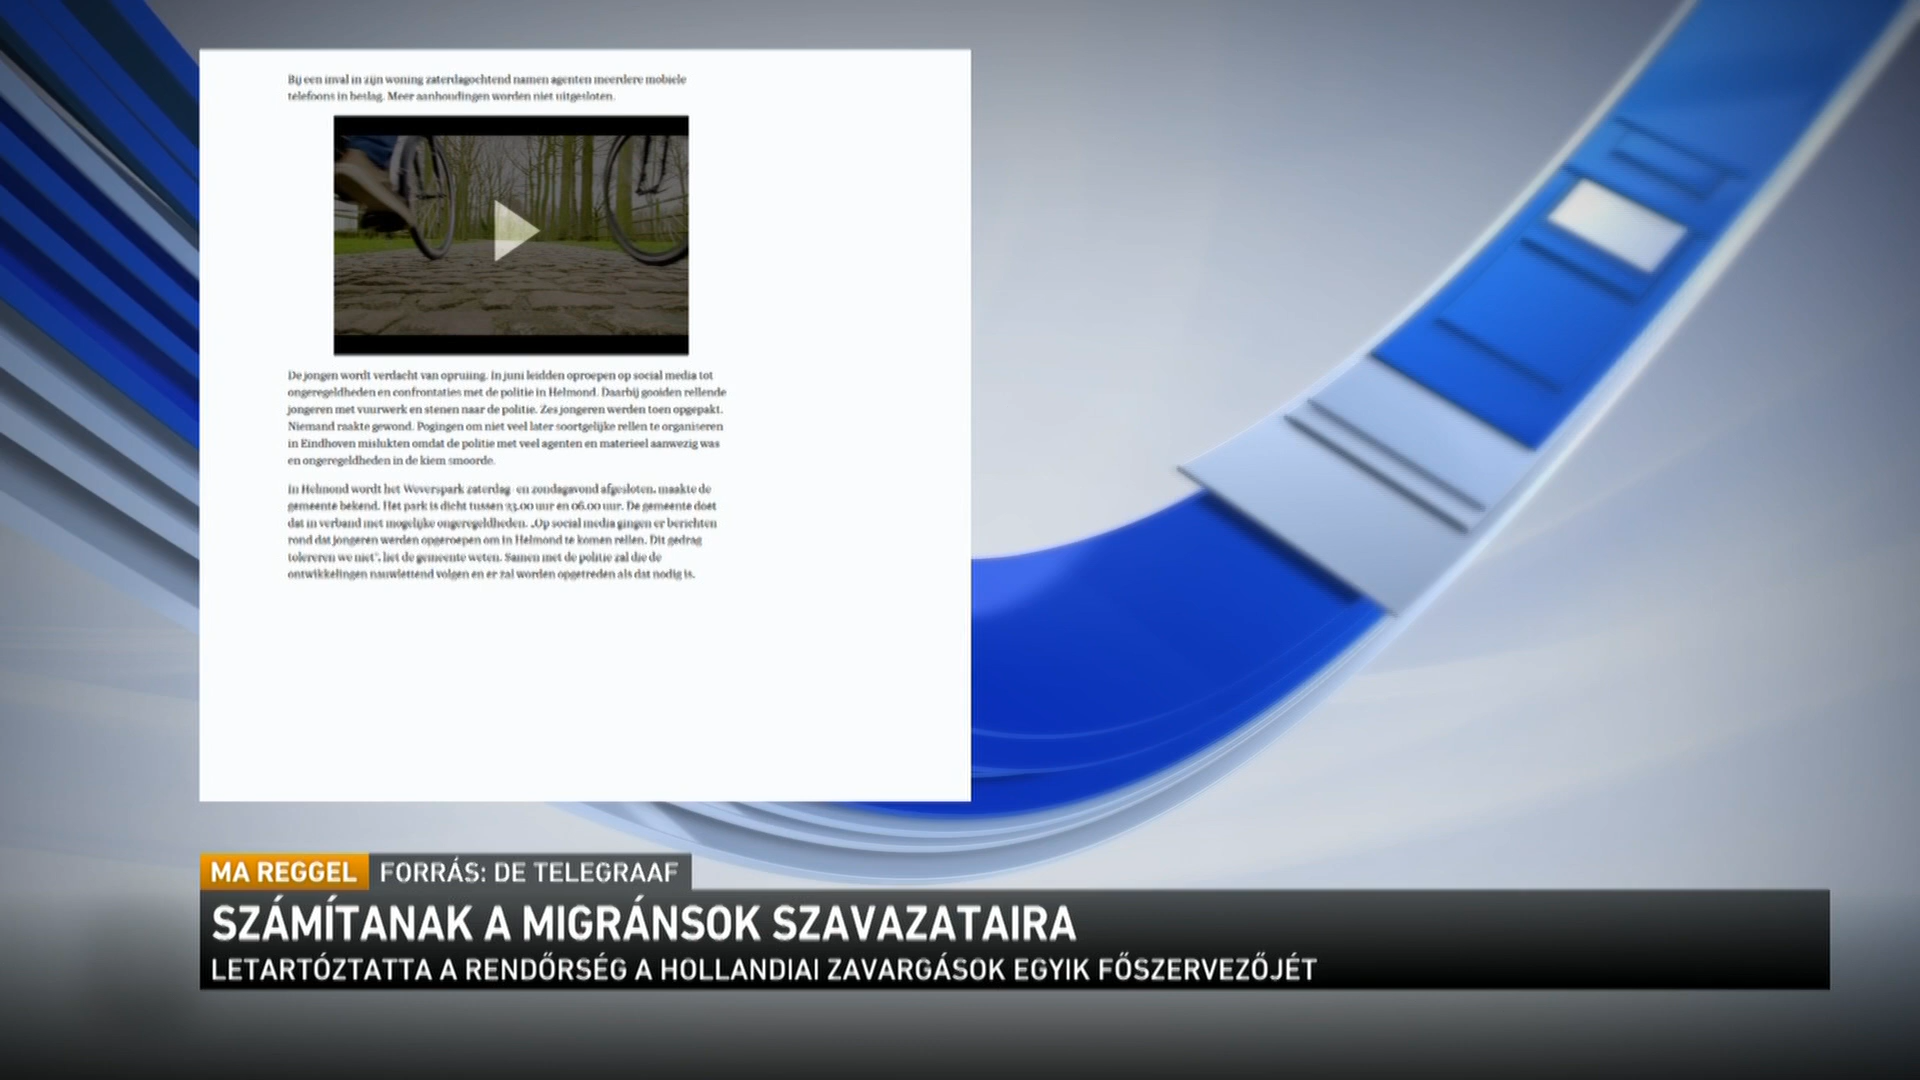 Bij een inval in zijn woning zaterdagochtend namen agenten meerdere mobiele
telefoons in beslag. Meer aanhoudingen worden niet uitgesloten.
De jongen wordt verdacht van opruiing. In juni leidden oproepen op social media tot
ongeregeldheden en confrontaties met de politie in Helmond. Daarbij gooiden rellende
jongeren met vuurwerk en stenen naar de politie. Zes jongeren werden toen opgepakt.
Niemand raakte gewond. Pogingen om niet veel later soortgelijke rellen te organiseren
in Eindhoven mislukten omdat de politie met veel agenten en materieel aanwezig was
en ongeregeldheden in de kiem smoorde.
In Helmond wordt het Weverspark zaterdag- en zondagavond afgesloten, maakte de
gemeente bekend. Het park is dicht tussen 23.00 uur en 06.00 uur. De gemeente doet
dat in verband met mogelijke ongeregeldheden. „Op social media gingen er berichten
rond dat jongeren werden opgeroepen om in Helmond te komen rellen. Dit gedrag
tolereren we niet", liet de gemeente weten. Samen met de politie zal die de
ontwikkelingen nauwlettend volgen en er zal worden opgetreden als dat nodig is.
MA REGGEL FORRÁS: DE TELEGRAAF
SZÁMÍTANAK A MIGRÁNSOK SZAVAZATAIRA
LETARTÓZTATTA A RENDŐRSÉG A HOLLANDIAI ZAVARGÁSOK EGYIK FŐSZERVEZŐJÉT